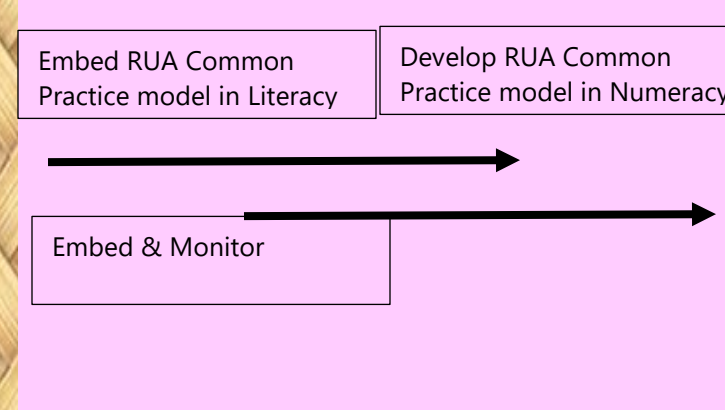 Embed RUA Common
Practice model in Literacy
Develop RUA Common
Practice model in Numeracy
Embed & Monitor